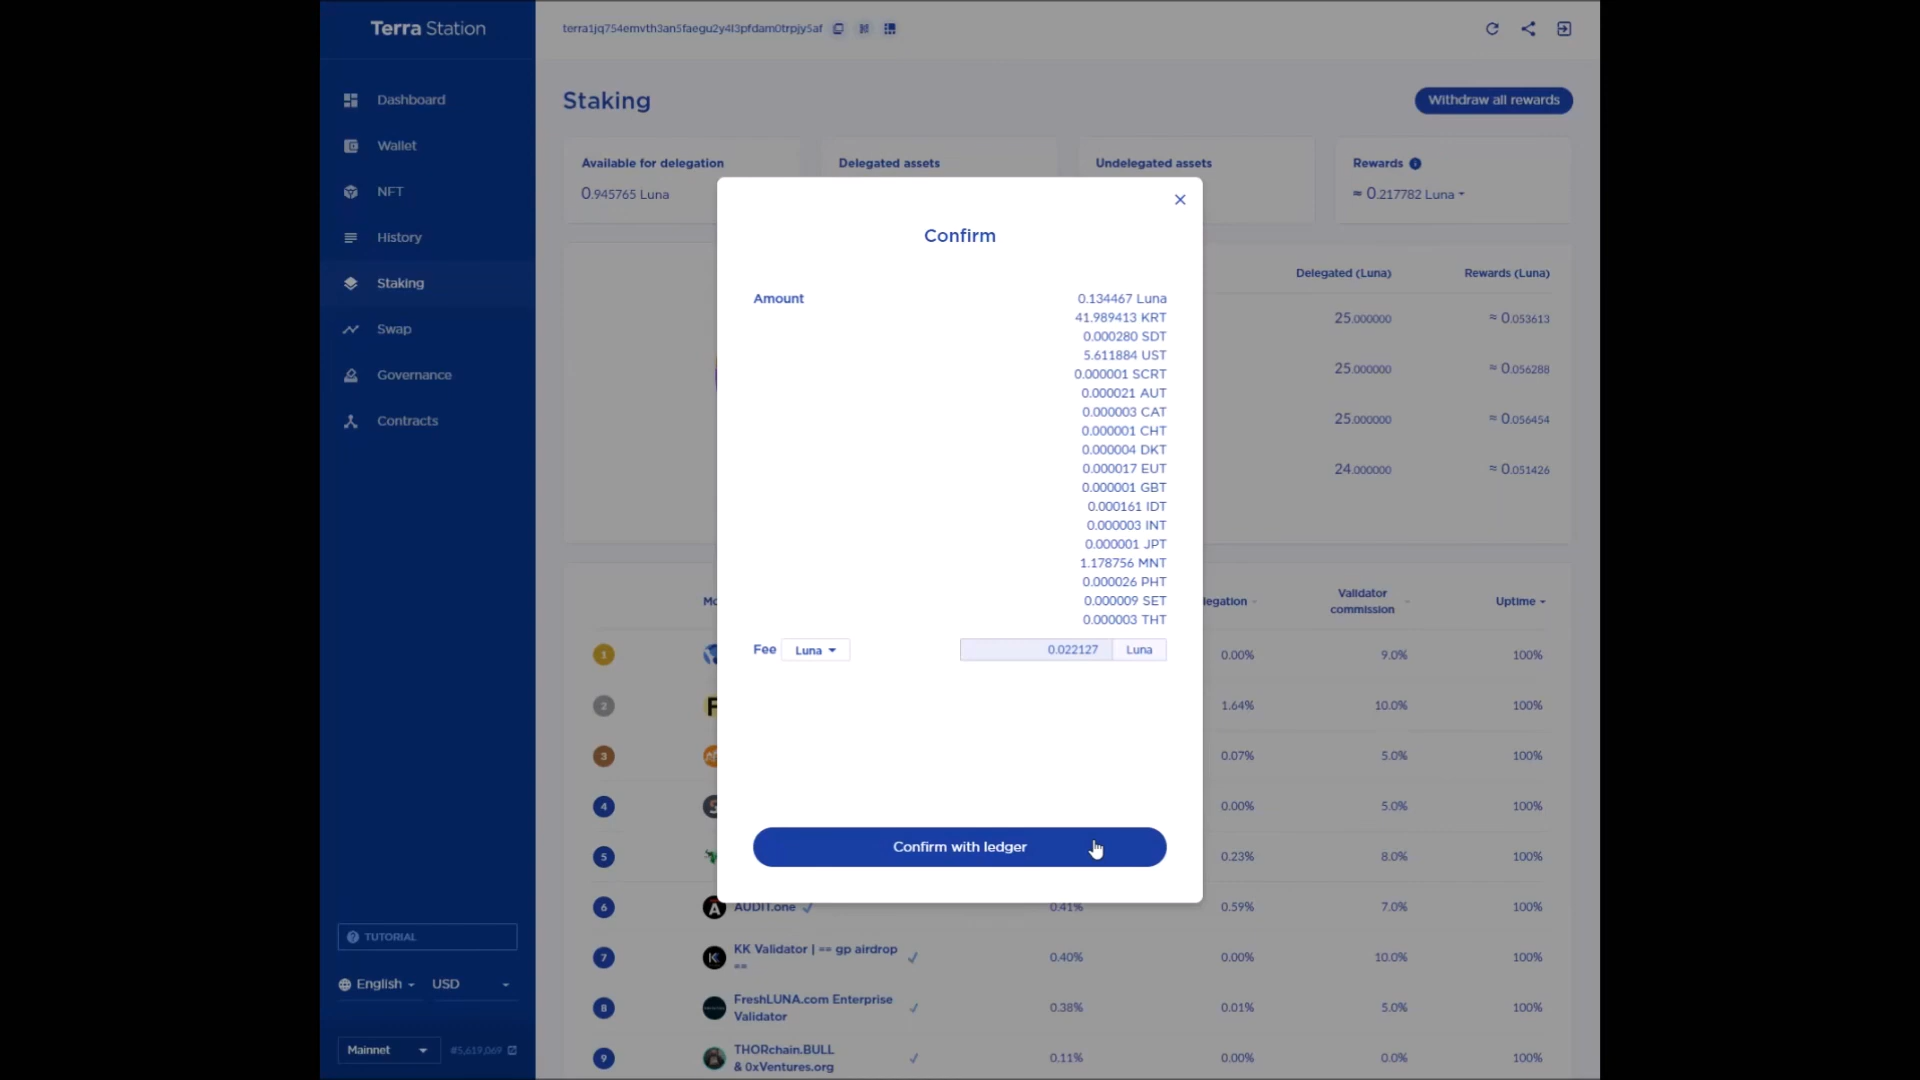 Terra Station
terra1jq754emvth3an5faegu2y4l3pfdam0trpjy5af
Dashboard
Wallet
NFT
History
Staking
Swap
Governance
Contracts
TUTORIAL
English
USD
Mainnet
#5,619,069
Staking
Withdraw all rewards
Available for delegation
0.945765 Luna
Delegated assets
Undelegated assets
Rewards
≈ 0.217782 Luna
Delegated (Luna) Rewards (Luna)
25.000000 ≈ 0.053613
25.000000 ≈ 0.056288
25.000000 ≈ 0.056454
24.000000 ≈ 0.051426
Confirm
Amount 0.134467 Luna
41.989413 KRT
0.000280 SDT
5.611884 UST
0.000001 SCRT
0.000021 AUT
0.000003 CAT
0.000001 CHT
0.000004 DKT
0.000017 EUT
0.000001 GBT
0.000161 IDT
0.000003 INT
0.000001 JPT
1.178756 MNT
0.000026 PHT
0.000009 SET
0.000003 THT
Fee Luna 0.022127 Luna
Confirm with ledger
Validator
commission
Uptime
1 0.00% 9.0% 100%
2 1.64% 10.0% 100%
3 0.07% 5.0% 100%
4 0.00% 5.0% 100%
5 0.23% 8.0% 100%
6 AUDIT.one 0.41% 0.59% 7.0% 100%
7 KK Validator | == gp airdrop
== 0.40% 0.00% 10.0% 100%
8 FreshLUNA.com Enterprise
Validator 0.38% 0.01% 5.0% 100%
9 THORchain.BULL
& 0xVentures.org 0.11% 0.00% 0.0% 100%